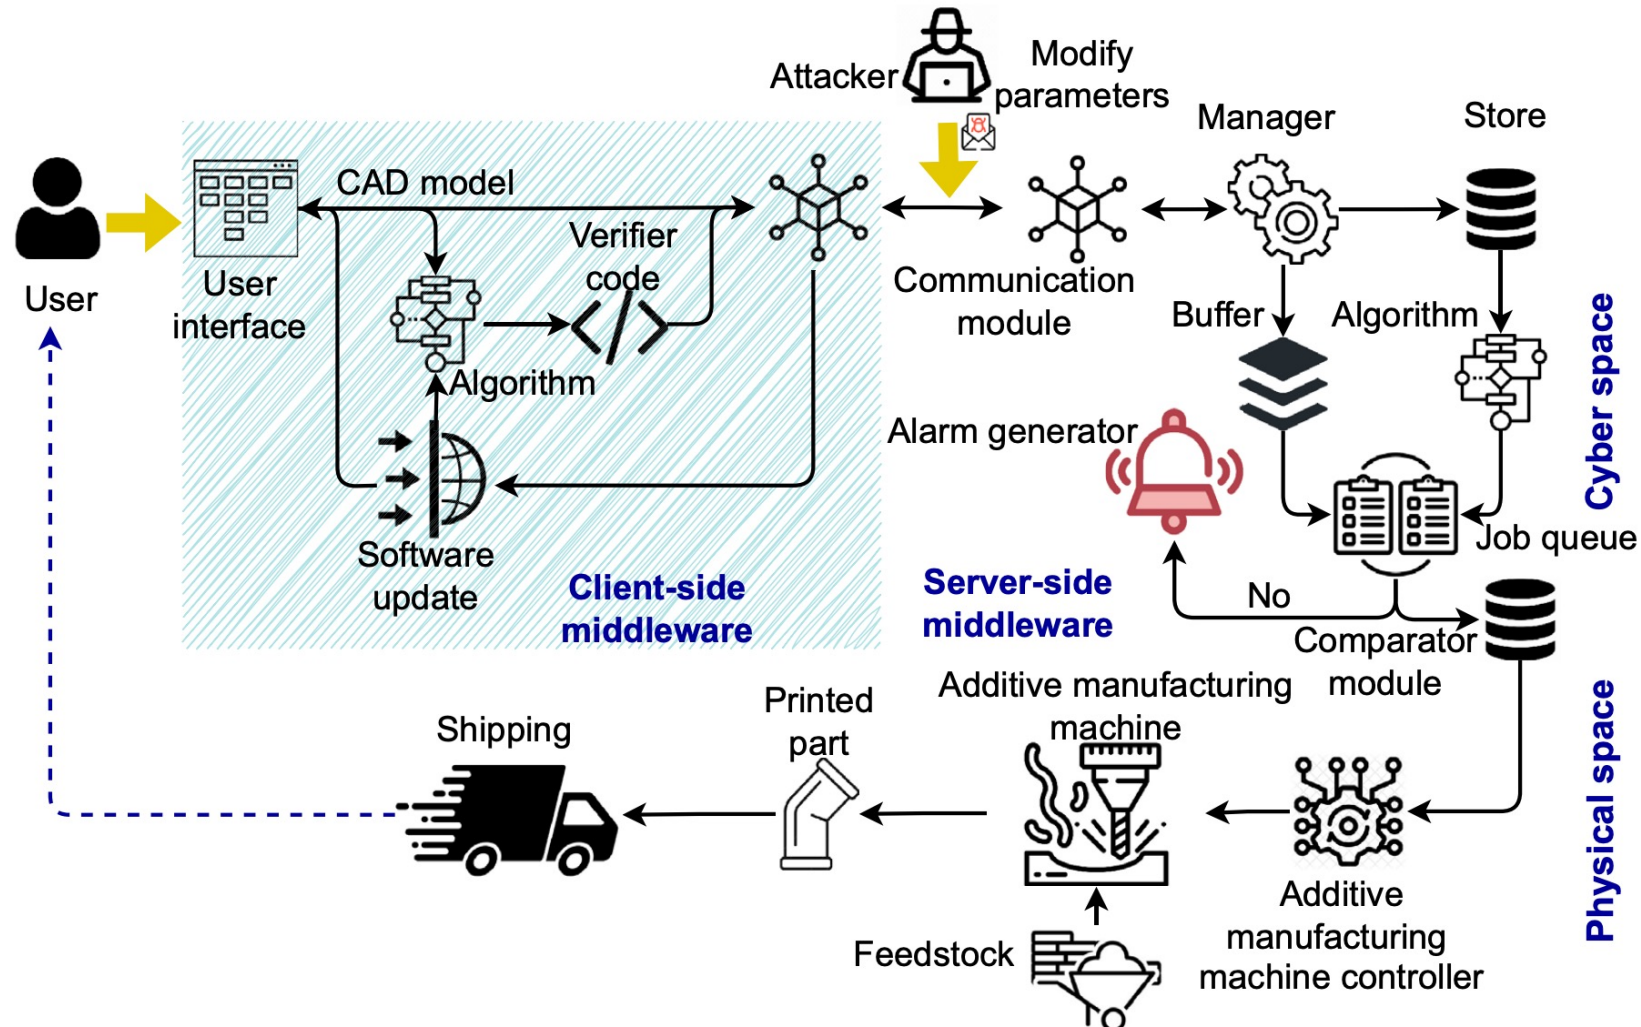 Attacker
Modify
parameters
Manager
Store
CAD model
Verifier
code
User
User
interface
Communication
module
Buffer
Algorithm
Algorithm
Alarm generator
Cyber space
Software
update
Job queue
Client-side
middleware
Server-side
middleware
No
Comparator
module
Additive manufacturing
machine
Printed
part
Shipping
Physical space
Additive
manufacturing
machine controller
Feedstock